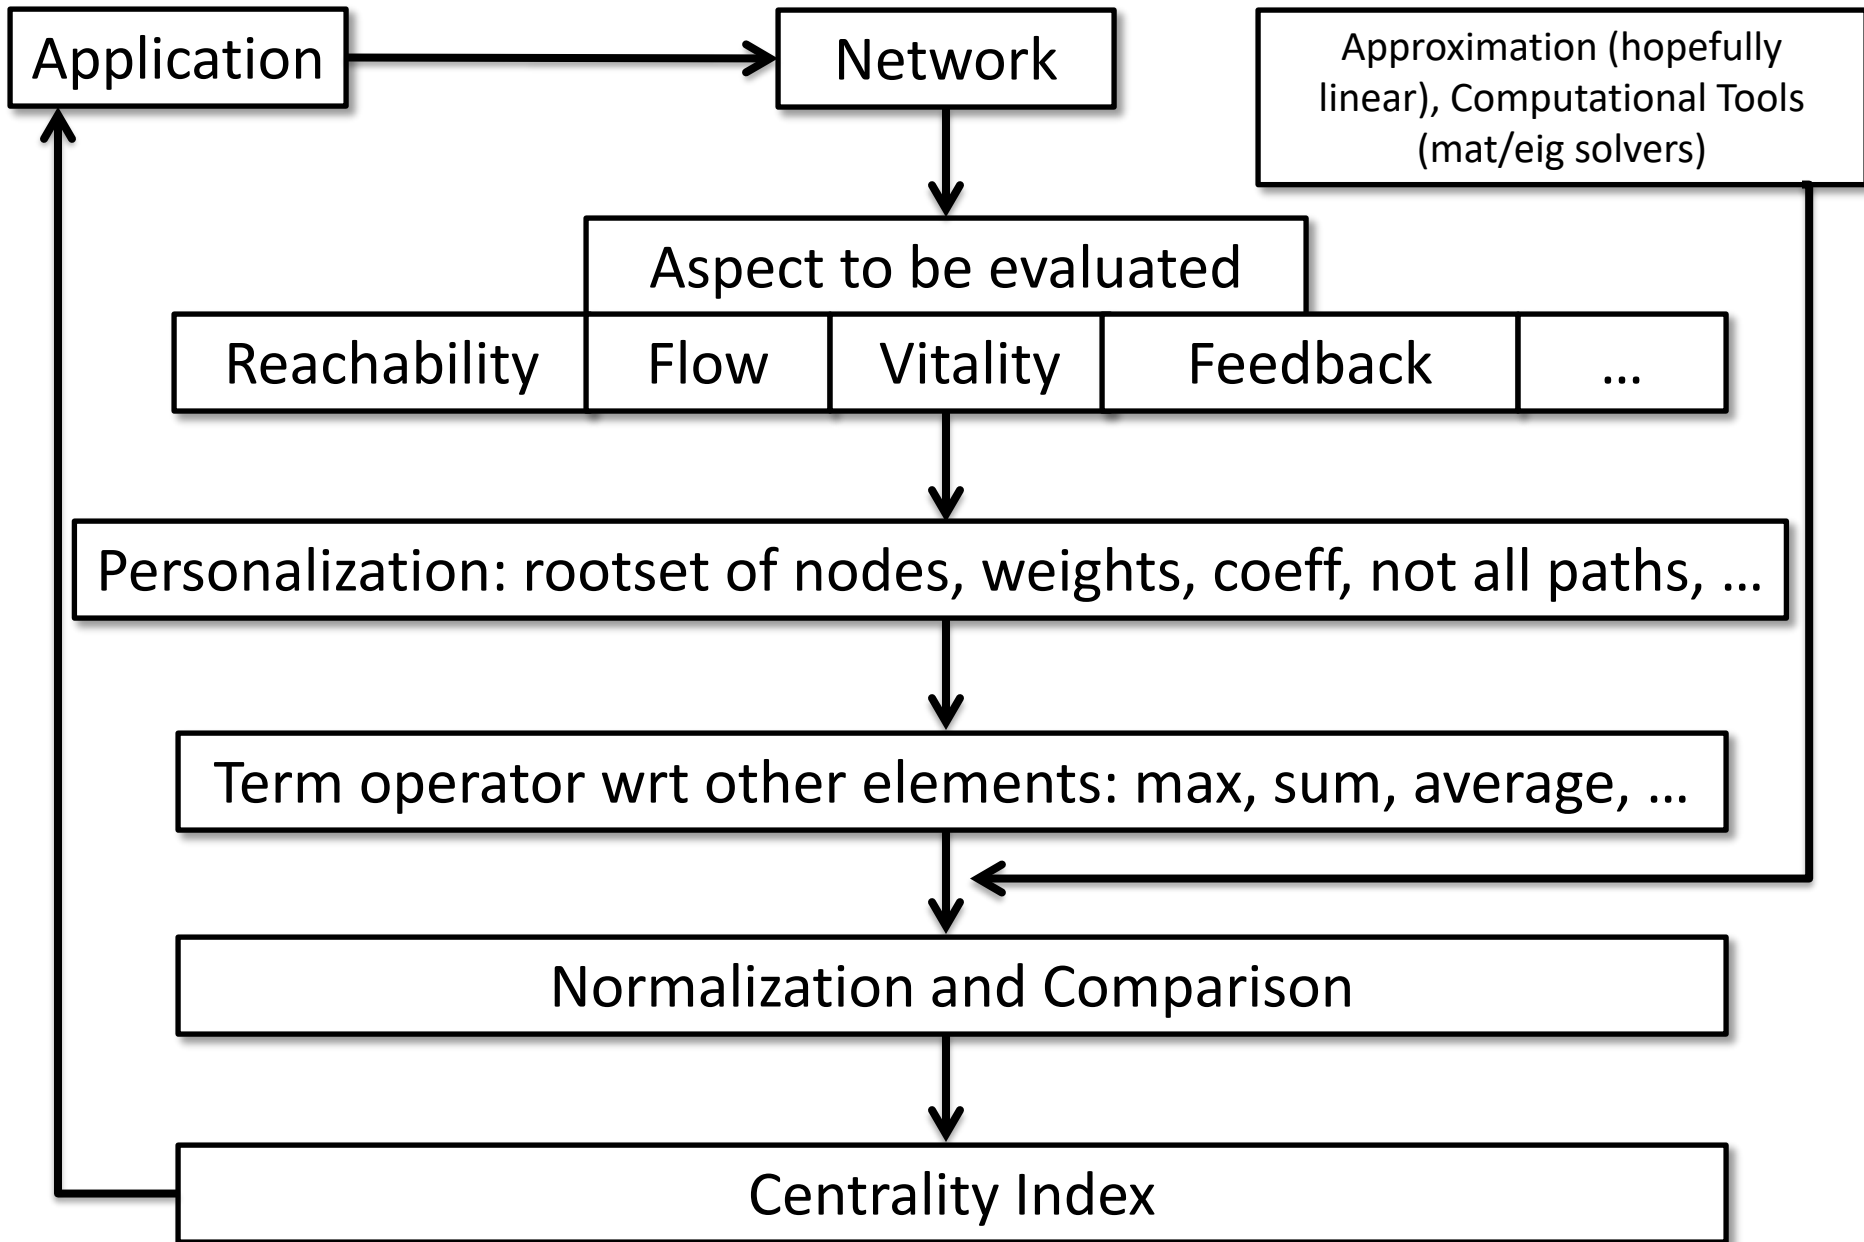 Application
Network
Approximation (hopefully
linear), Computational Tools
(mat/eig solvers)
Aspect to be evaluated
Reachability
Flow
Vitality
Feedback
...
Personalization: rootset of nodes, weights, coeff, not all paths, ...
Term operator wrt other elements: max, sum, average, ...
Normalization and Comparison
Centrality Index